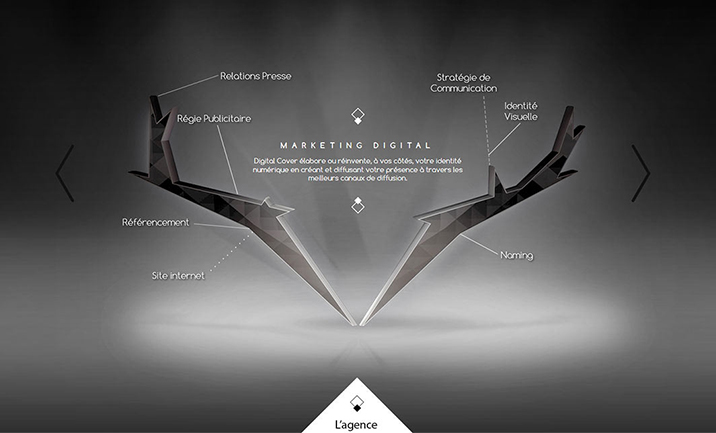 Relations Presse
Stratégie de
Communication
Identité
Visuelle
Régie Publicitaire
MARKETING DIGITAL
Digital Cover élabore ou réinvente, à vos côtés, votre identité
numérique en créant et diffusant votre présence à travers les
meilleurs canaux de diffusion.
Référencement
Naming
Site internet
L'agence